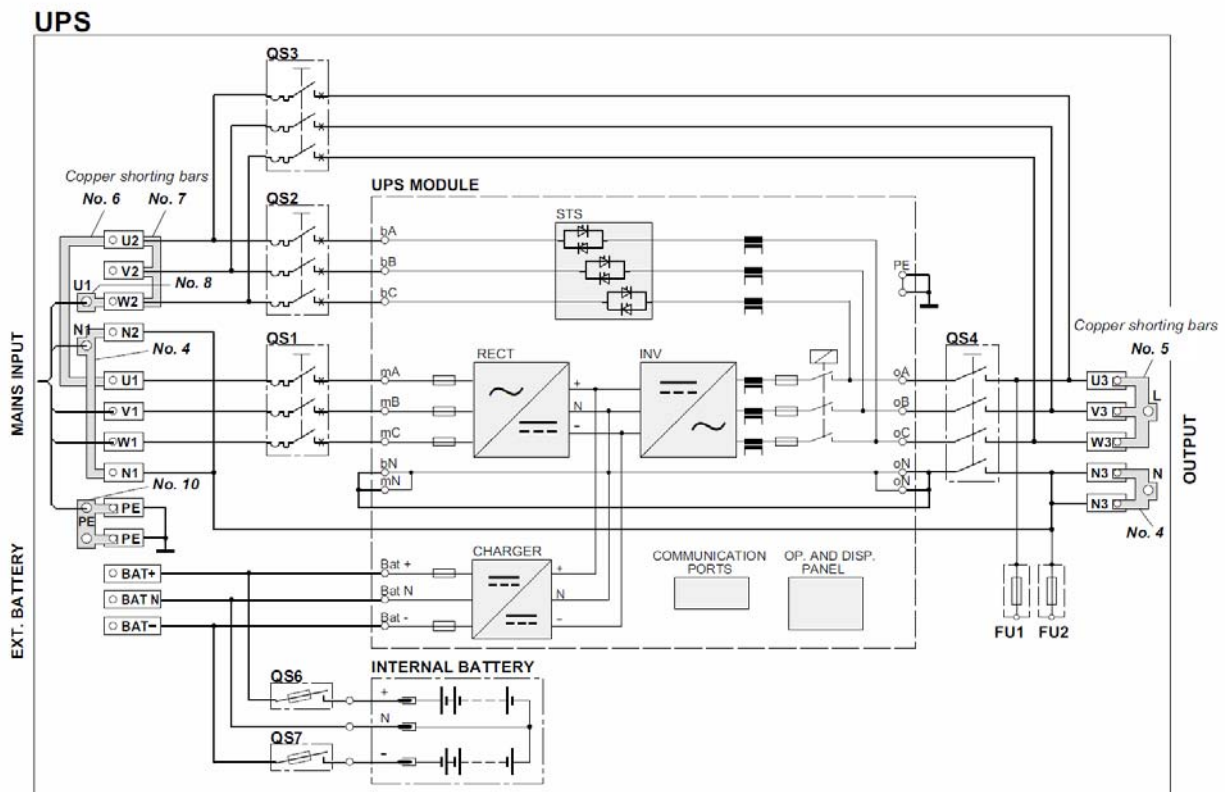 UPS
QS3
Copper shorting bars
No. 6
No. 7
QS2
UPS MODULE
STS
bA
bB
bC
U2
V2
W2
U1
No. 8
N1
N2
No. 4
PE
QS1
RECT
INV
QS4
Copper shorting bars
No. 5
MAINS INPUT
U1
V1
W1
N1
mA
mB
mC
bN
mN
+
N
-
oA
oB
oC
oN
oN
U3
V3
W3
L
N3
N3
N
No. 4
OUTPUT
No. 10
PE
PE
PE
EXT. BATTERY
BAT+
BAT N
BAT-
Bat +
Bat N
Bat -
CHARGER
+
N
-
COMMUNICATION
PORTS
OP. AND DISP.
PANEL
FU1
FU2
QS6
QS7
INTERNAL BATTERY
+
N
-